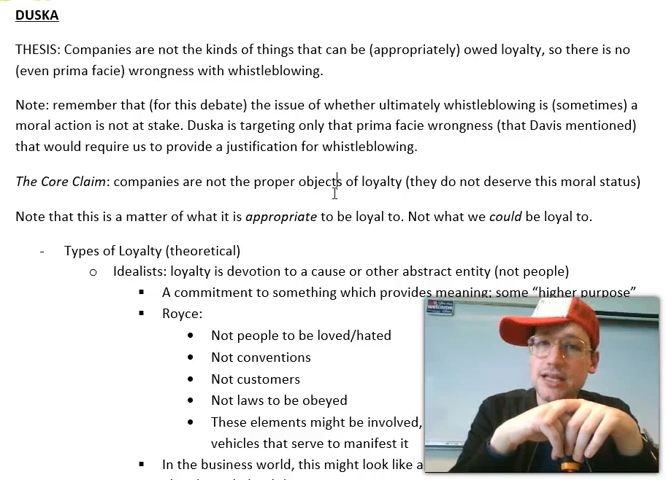 DUSKA
THESIS: Companies are not the kinds of things that can be (appropriately) owed loyalty, so there is no
(even prima facie) wrongness with whistleblowing.
Note: remember that (for this debate) the issue of whether ultimately whistleblowing is (sometimes) a
moral action is not at stake. Duska is targeting only that prima facie wrongness (that Davis mentioned)
that would require us to provide a justification for whistleblowing.
The Core Claim: companies are not the proper objects of loyalty (they do not deserve this moral status)
Note that this is a matter of what it is appropriate to be loyal to. Not what we could be loyal to.
- Types of Loyalty (theoretical)
o Idealists: loyalty is devotion to a cause or other abstract entity (not people)
▪ A commitment to something which provides meaning: some “higher purpose”
▪ Royce:
• Not people to be loved/hated
• Not conventions
• Not customers
• Not laws to be obeyed
• These elements might be involved,
vehicles that serve to manifest it
▪ In the business world, this might look like a